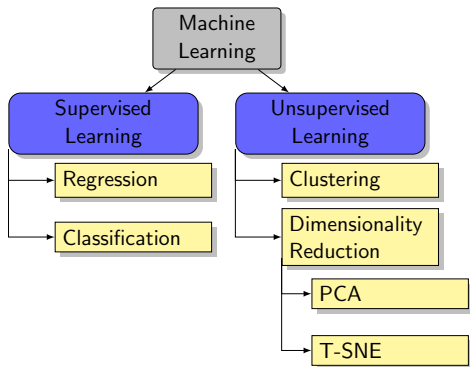 Machine
Learning
Supervised
Learning
Unsupervised
Learning
Regression
Classification
Clustering
Dimensionality
Reduction
PCA
T-SNE